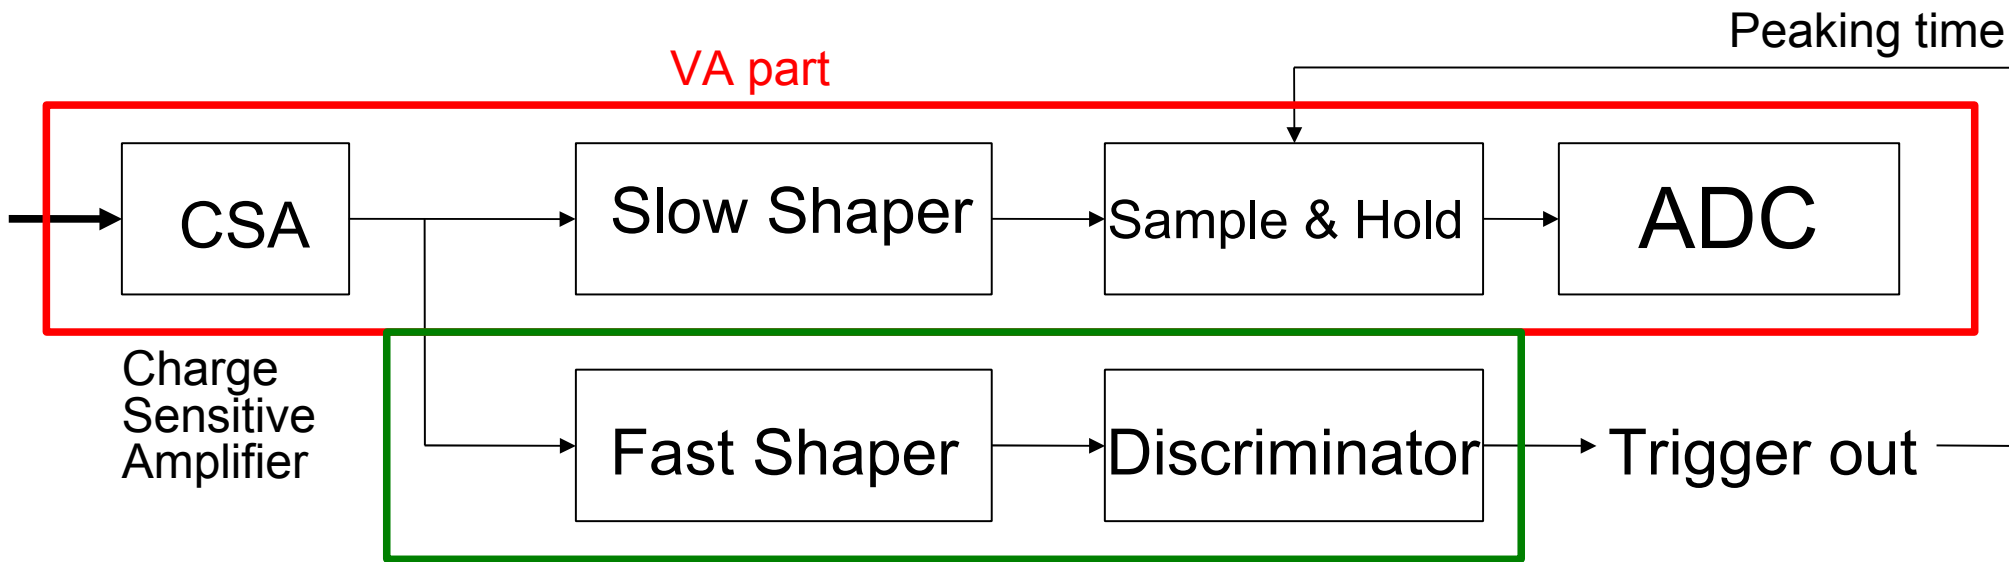 Peaking time
VA part
CSA
Slow Shaper
Sample & Hold
ADC
Charge
Sensitive
Amplifier
Fast Shaper
Discriminator
Trigger out